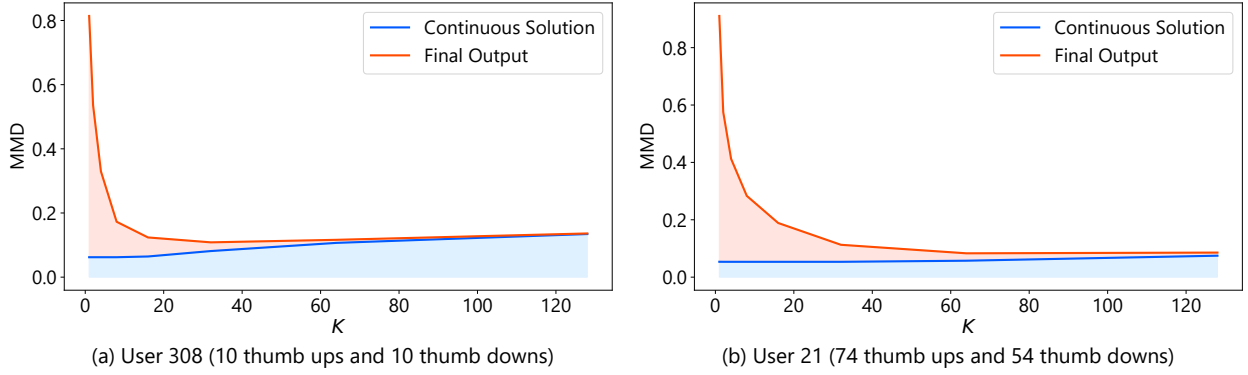 0.8
0.6
0.4
0.2
0.0
MMD
0 20 40 60 80 100 120
K
Continuous Solution
Final Output
(a) User 308 (10 thumb ups and 10 thumb downs)
0.8
0.6
0.4
0.2
0.0
MMD
0 20 40 60 80 100 120
K
Continuous Solution
Final Output
(b) User 21 (74 thumb ups and 54 thumb downs)